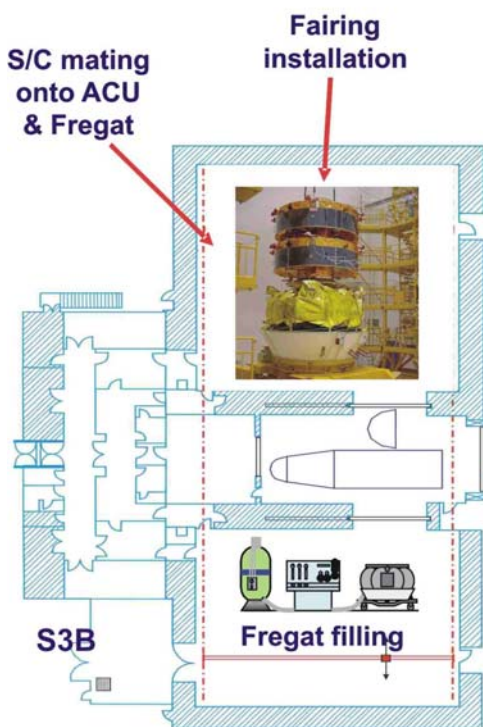 Fairing
installation
S/C mating
onto ACU
& Fregat
S3B
Fregat filling